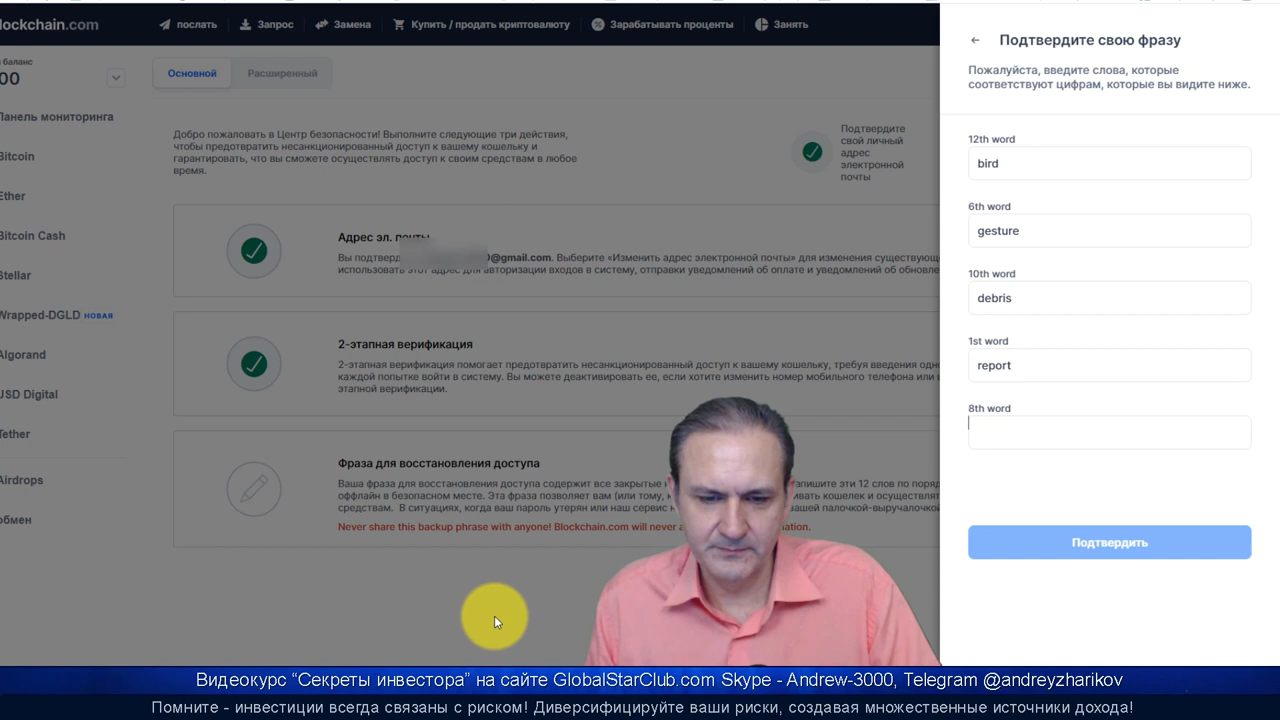 lockchain.com
послать
Запрос
Замена
Купить / продать криптовалюту
Зарабатывать проценты
Занять
баланс
00
Панель мониторинга
Bitcoin
Ether
Bitcoin Cash
Stellar
Wrapped-DGLD НОВАЯ
Algorand
USD Digital
Tether
Airdrops
обмен
Основной
Расширенный
Добро пожаловать в Центр безопасности! Выполните следующие три действия,
чтобы предотвратить несанкционированный доступ к вашему кошельку и
гарантировать, что вы сможете осуществлять доступ к своим средствам в любое
время.
Подтвердите
свой личный
адрес
электронной
почты
Адрес эл. почты
Вы подтверд @gmail.com. Выберите «Изменить адрес электронной почты» для изменения существующ
использовать этот адрес для авторизации входов в систему, отправки уведомлений об оплате и уведомлений об обновле
2-этапная верификация
2-этапная верификация помогает предотвратить несанкционированный доступ к вашему кошельку, требуя введения одно
каждой попытке войти в систему. Вы можете деактивировать ее, если хотите изменить номер мобильного телефона или в
этапной верификации.
Фраза для восстановления доступа
Ваша фраза для восстановления доступа содержит все закрытые апишите эти 12 слов по поряд
оффлайн в безопасном месте. Эта фраза позволяет вам (или тому, ивать кошелек и осуществлят
средствам. В ситуациях, когда ваш пароль утерян или наш сервис ашей палочкой-выручалочкой
Never share this backup phrase with anyone! Blockchain.com will never a ation.
← Подтвердите свою фразу
Пожалуйста, введите слова, которые
соответствуют цифрам, которые вы видите ниже.
12th word
bird
6th word
gesture
10th word
debris
1st word
report
8th word
Подтвердить
Видеокурс “Секреты инвестора” на сайте GlobalStarClub.com Skype - Andrew-3000, Telegram @andreyzharikov
Помните - инвестиции всегда связаны с риском! Диверсифицируйте ваши риски, создавая множественные источники дохода!